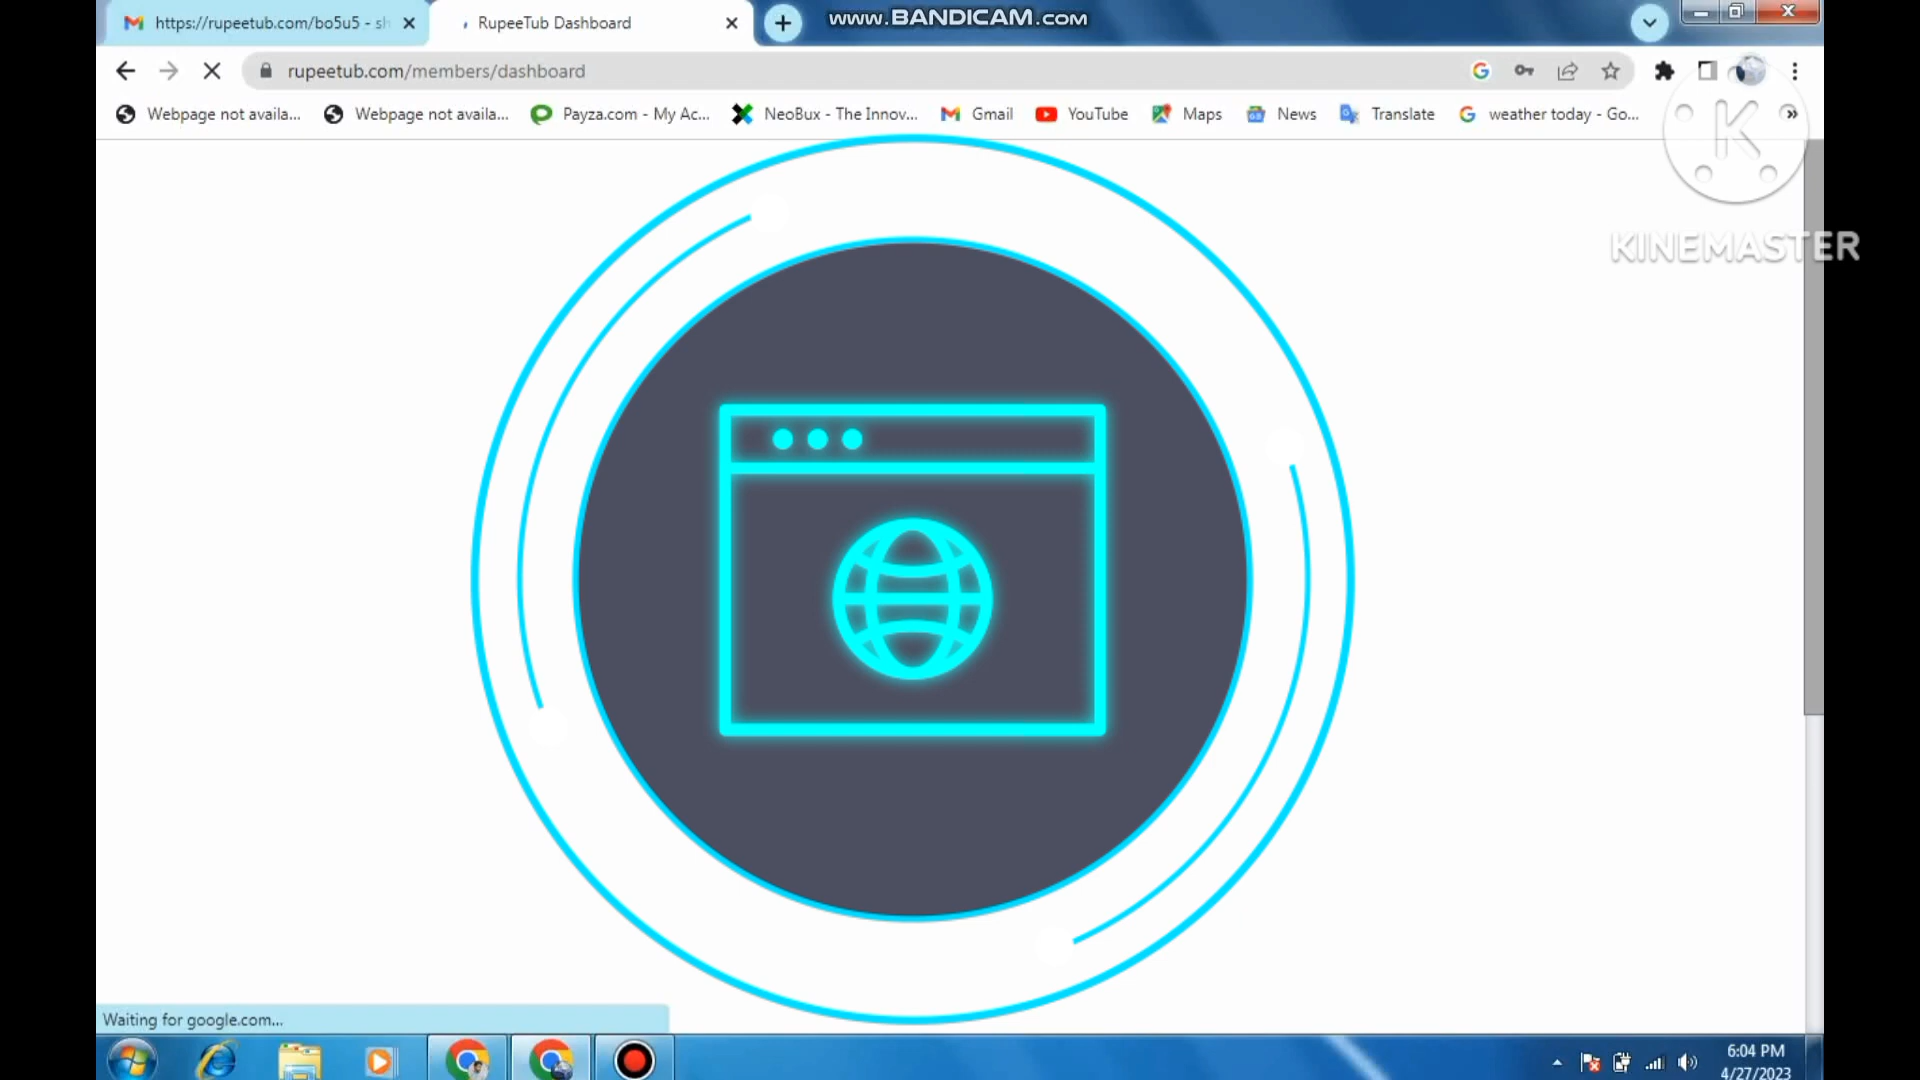 www.BANDICAM.com
https://rupeetub.com/bo5u5 - sh
RupeeTub Dashboard
rupeetub.com/members/dashboard
Webpage not availa...
Webpage not availa...
Payza.com - My Ac...
NeoBux - The Innov...
Gmail
YouTube
Maps
News
Translate
weather today - Go...
»
K
KINEMASTER
Waiting for google.com...
6:04 PM
4/27/2023